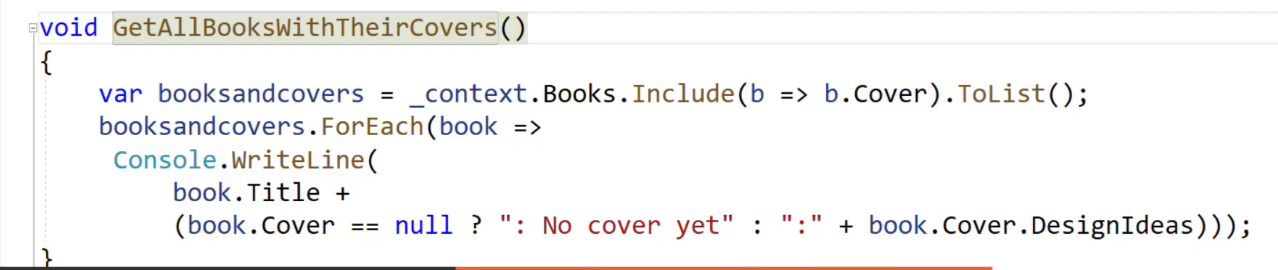 void GetAllBooksWithTheirCovers()
{
var booksandcovers = _context.Books.Include(b => b.Cover).ToList();
booksandcovers.ForEach(book =>
Console.WriteLine(
book.Title +
(book.Cover == null ? ": No cover yet" : ":" + book.Cover.DesignIdeas)));
}